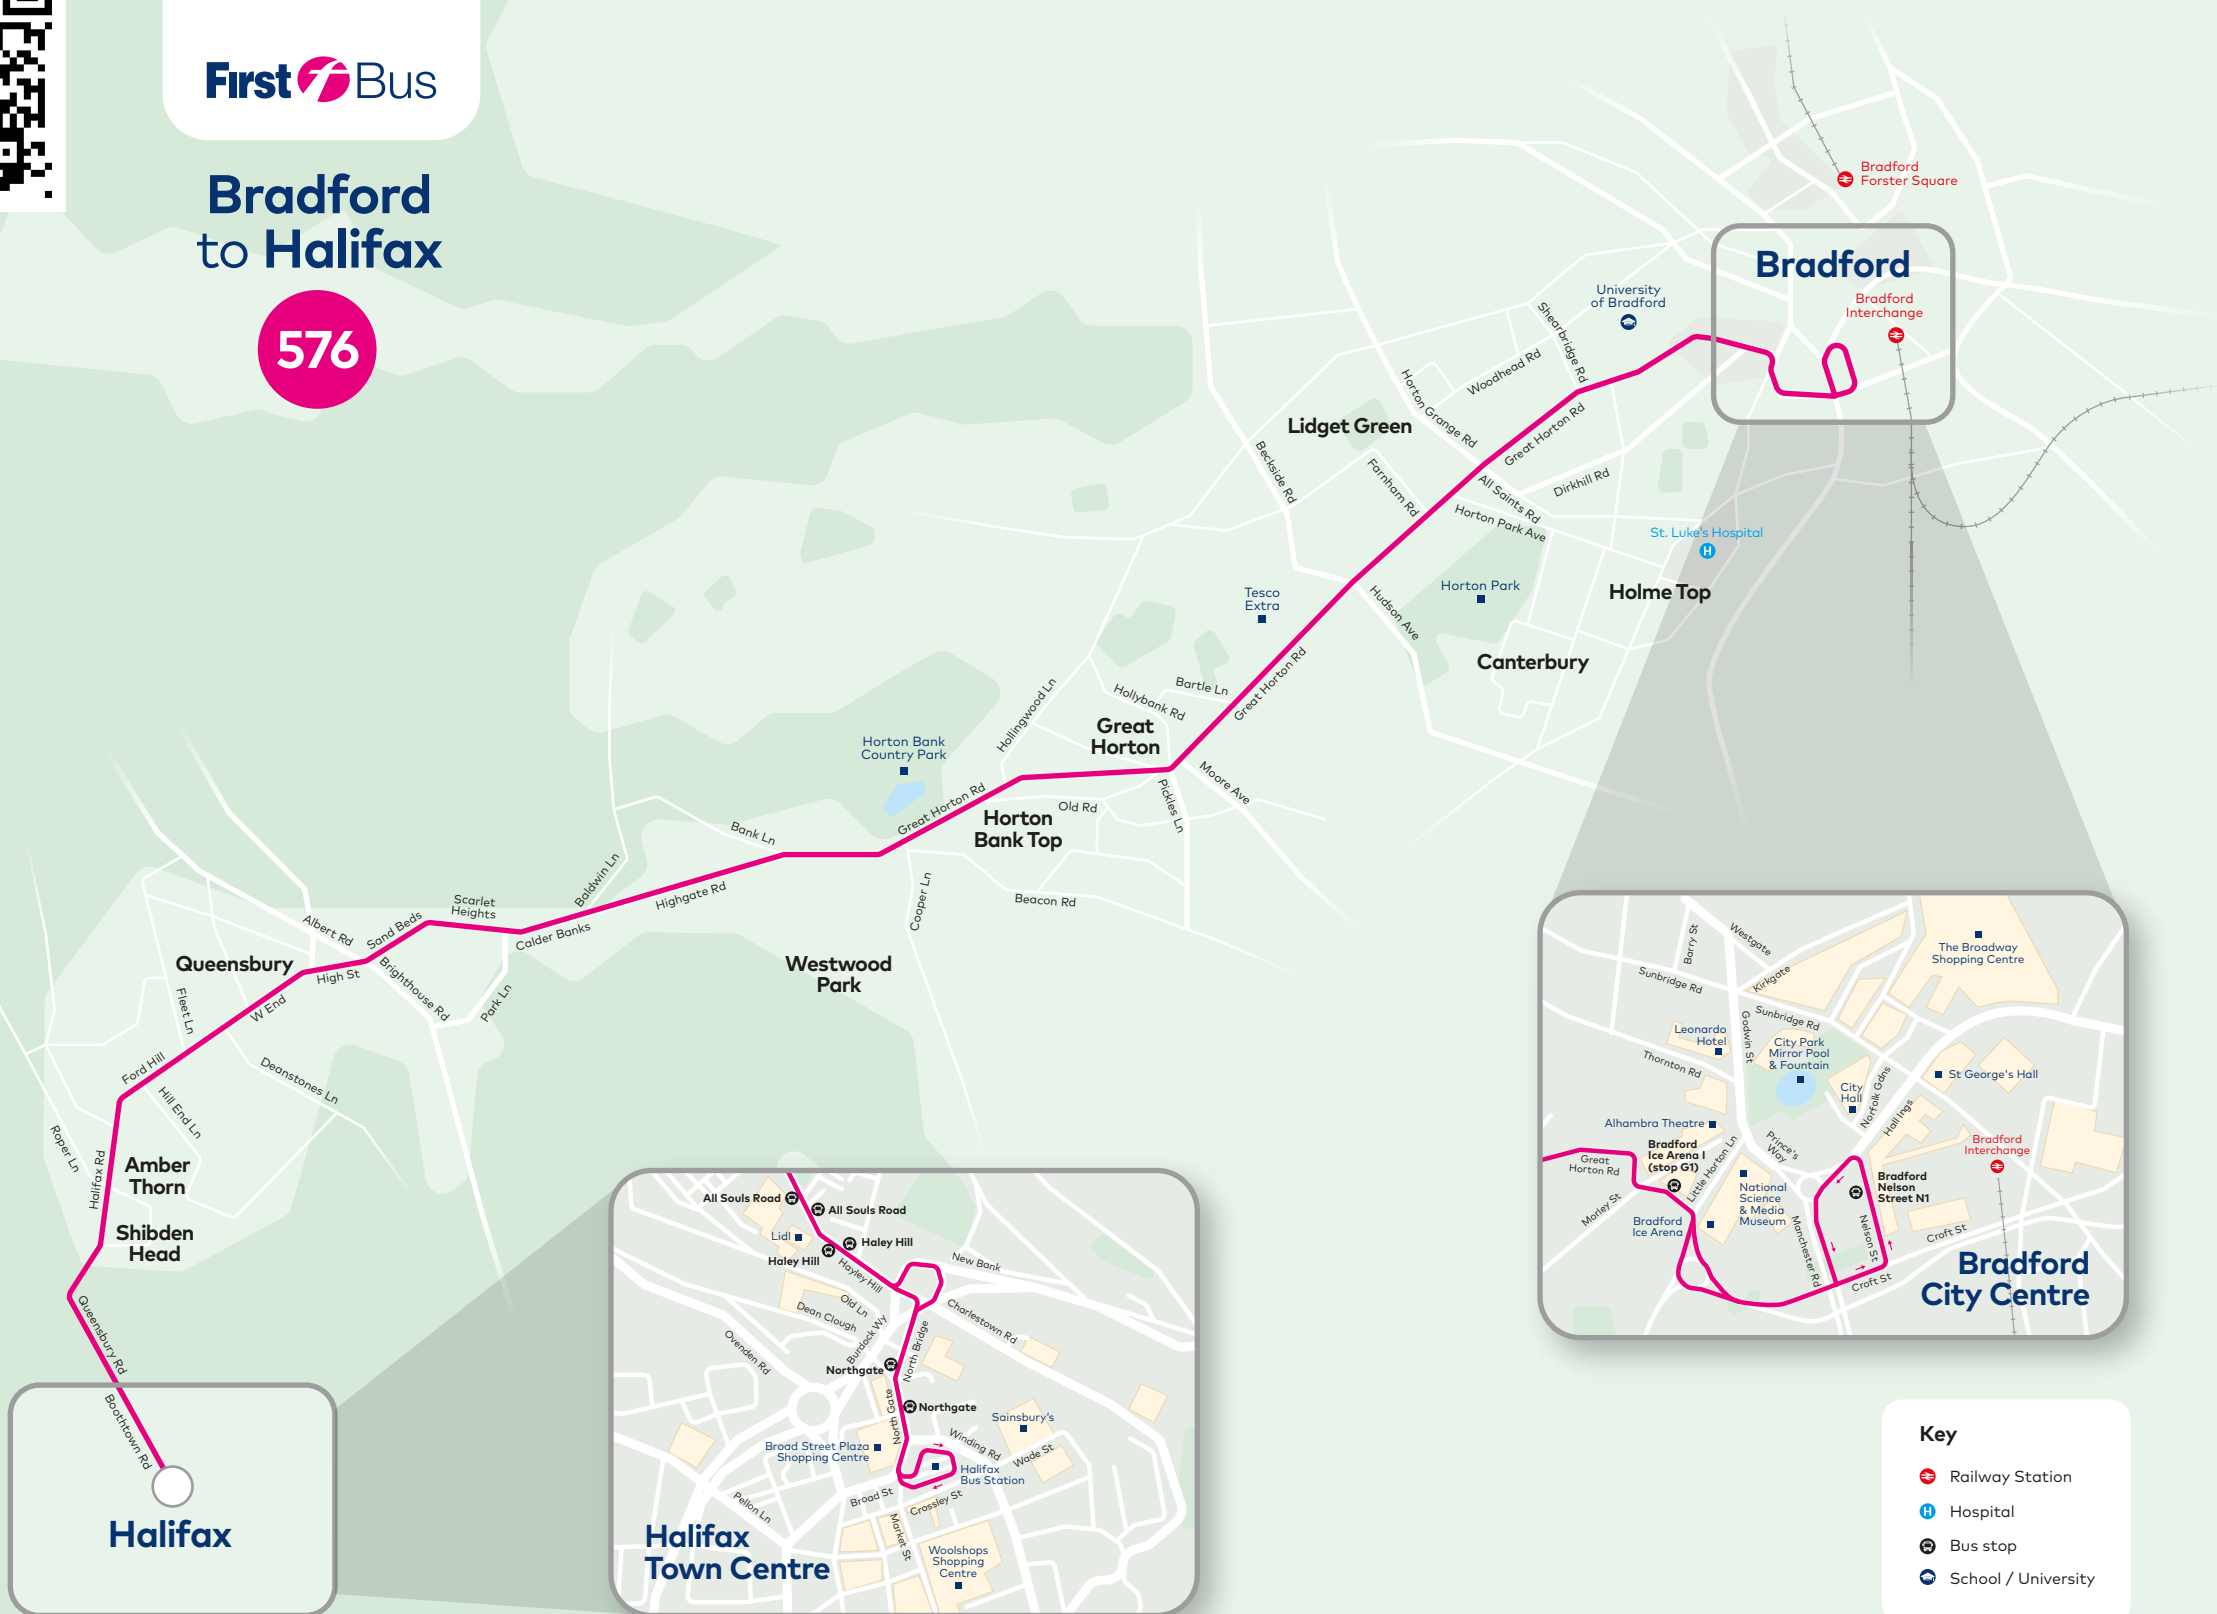 First Bus
Bradford
to Halifax
576
Bradford
Forster Square
Bradford
Bradford
Interchange
University
of Bradford
Shearbridge Rd
Woodhead Rd
Horton Grange Rd
Great Horton Rd
Lidget Green
Beckside Rd
Farnham Rd
All Saints Rd
Dirkhill Rd
Horton Park Ave
St. Luke's Hospital
Horton Park
Holme Top
Tesco
Extra
Hudson Ave
Canterbury
Great Horton Rd
Bartle Ln
Hollybank Rd
Hollingwood Ln
Great
Horton
Horton Bank
Country Park
Moore Ave
Pickles Ln
Old Rd
Great Horton Rd
Horton
Bank Top
Bank Ln
Baldwin Ln
Highgate Rd
Cooper Ln
Beacon Rd
Scarlet
Heights
Sand Beds
Albert Rd
Calder Banks
Queensbury
High St
Brighthouse Rd
Park Ln
Westwood
Park
Fleet Ln
W End
Ford Hill
Deanstones Ln
Hill End Ln
Roper Ln
Halifax Rd
Amber
Thorn
Shibden
Head
Queensbury Rd
Boothtown Rd
Halifax
All Souls Road
All Souls Road
Lidl
Haley Hill
Haley Hill
Hayley Hill
New Bank
Old Ln
Dean Clough
Burdock Wy
Charlestown Rd
Ovenden Rd
North Bridge
Northgate
Northgate
North Gate
Sainsbury's
Broad Street Plaza
Shopping Centre
Winding Rd
Wade St
Halifax
Bus Station
Broad St
Crossley St
Pellon Ln
Market St
Woolshops
Shopping
Centre
Halifax
Town Centre
Barry St
Westgate
The Broadway
Shopping Centre
Sunbridge Rd
Kirkgate
Sunbridge Rd
Godwin St
Leonardo
Hotel
City Park
Mirror Pool
& Fountain
Thornton Rd
City
Hall
Norfolk Gdns
St George's Hall
Hall Ings
Alhambra Theatre
Bradford
Ice Arena I
(stop G1)
Little Horton Ln
Prince's
Way
Bradford
Interchange
Great
Horton Rd
National
Science
& Media
Museum
Bradford
Nelson
Street N1
Morley St
Bradford
Ice Arena
Manchester Rd
Nelson St
Croft St
Croft St
Bradford
City Centre
Key
Railway Station
Hospital
Bus stop
School / University